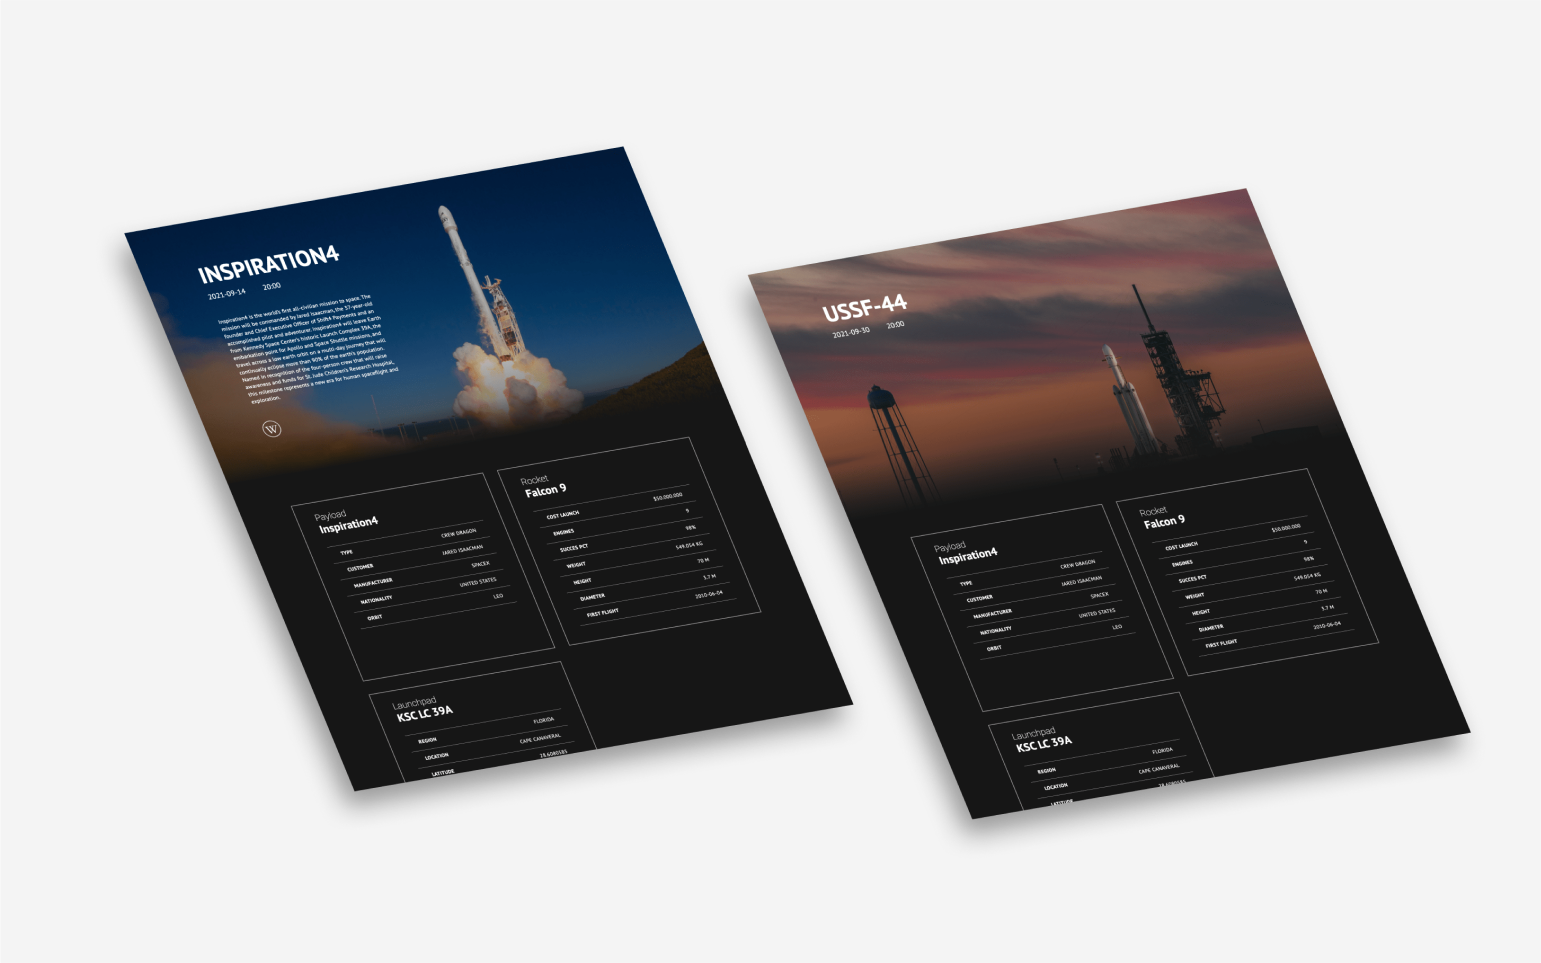 INSPIRATION4
2021-09-14 20:00
Inspiration4 is the world's first all-civilian mission to space. The
mission will be commanded by Jared Isaacman, the 37-year-old
founder and Chief Executive Officer of Shift4 Payments and an
accomplished pilot and adventurer. Inspiration4 will leave Earth
from Kennedy Space Center's historic Launch Complex 39A, the
embarkation point for Apollo and Space Shuttle missions, and
travel across a low earth orbit on a multi-day journey that will
continually eclipse more than 90% of the earth's population.
Named in recognition of the four-person crew that will raise
awareness and funds for St. Jude Children's Research Hospital,
this milestone represents a new era for human spaceflight and
exploration.
W
Payload
Inspiration4
TYPE CREW DRAGON
CUSTOMER JARED ISAACMAN
MANUFACTURER SPACEX
NATIONALITY UNITED STATES
ORBIT LEO
Rocket
Falcon 9
COST LAUNCH $50.000.000
ENGINES 9
SUCCES PCT 98%
WEIGHT 549.054 KG
HEIGHT 70 M
DIAMETER 3.7 M
FIRST FLIGHT 2010-06-04
Launchpad
KSC LC 39A
REGION FLORIDA
LOCATION CAPE CANAVERAL
LATITUDE 28.6080585
USSF-44
2021-09-30 20:00
Payload
Inspiration4
TYPE CREW DRAGON
CUSTOMER JARED ISAACMAN
MANUFACTURER SPACEX
NATIONALITY UNITED STATES
ORBIT LEO
Rocket
Falcon 9
COST LAUNCH $50.000.000
ENGINES 9
SUCCES PCT 98%
WEIGHT 549.054 KG
HEIGHT 70 M
DIAMETER 3.7 M
FIRST FLIGHT 2010-06-04
Launchpad
KSC LC 39A
REGION FLORIDA
LOCATION CAPE CANAVERAL
LATITUDE 28.6080585